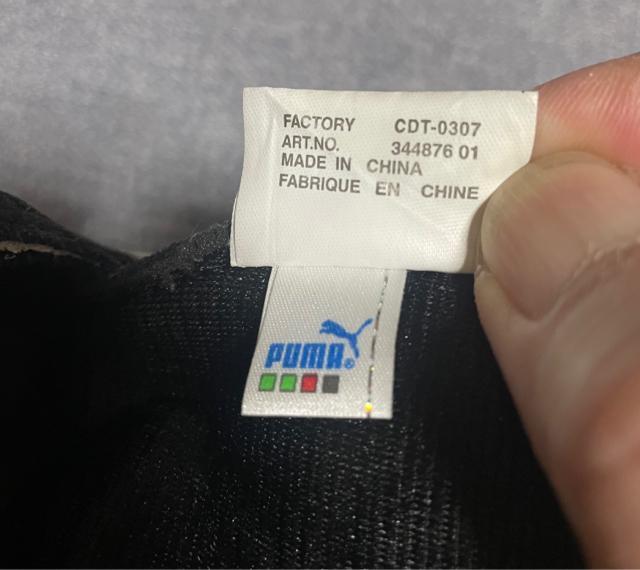 FACTORY CDT-0307
ART.NO. 344876 01
MADE IN CHINA
FABRIQUE EN CHINE
PUMA®